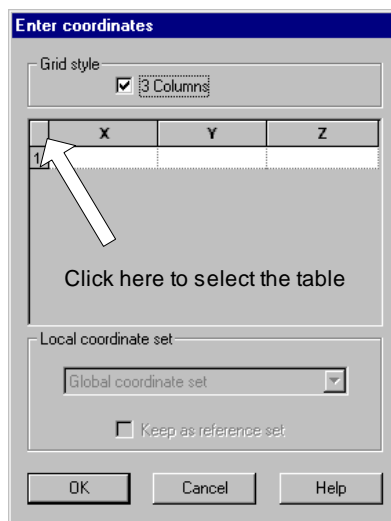 Enter coordinates
Grid style
3 Columns
X Y Z
1
Click here to select the table
Local coordinate set
Global coordinate set
Keep as reference set
OK Cancel Help